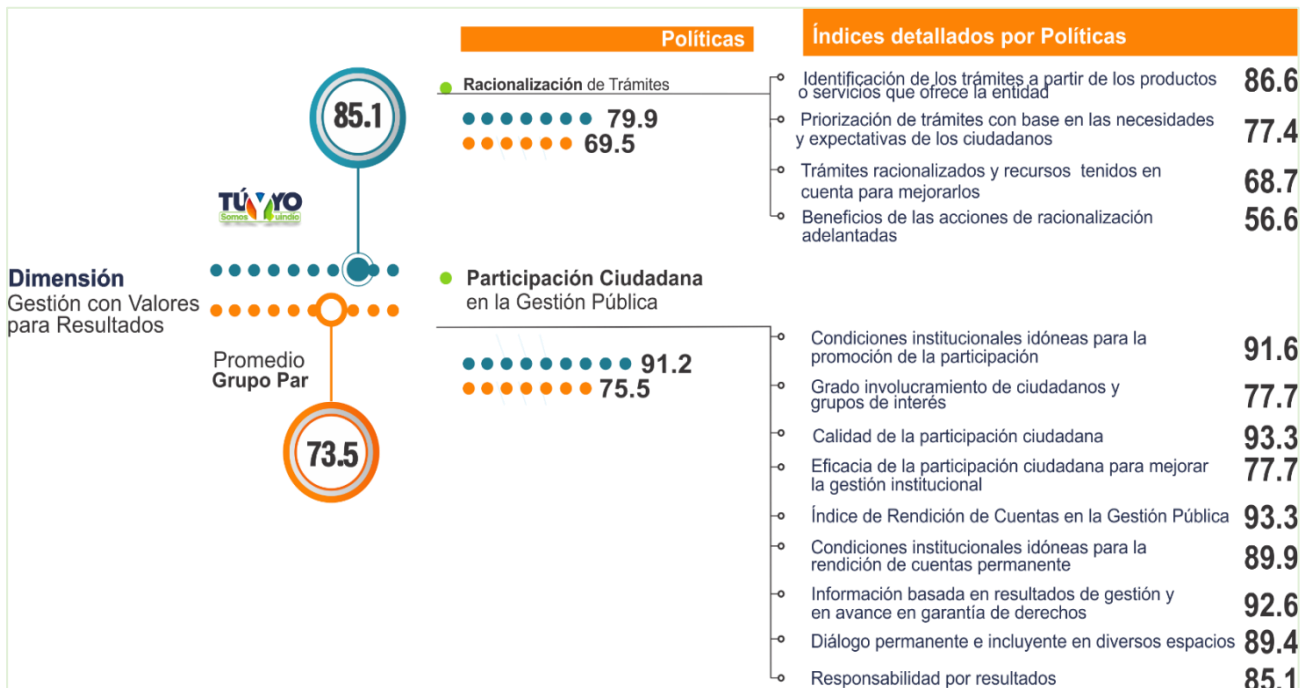 Políticas
Índices detallados por Políticas
85.1
Racionalización de Trámites
79.9
69.5
Identificación de los trámites a partir de los productos
o servicios que ofrece la entidad
86.6
Priorización de trámites con base en las necesidades
y expectativas de los ciudadanos
77.4
Trámites racionalizados y recursos tenidos en
cuenta para mejorarlos
68.7
Beneficios de las acciones de racionalización
adelantadas
56.6
TÚ Y YO
Somos uindío
Dimensión
Gestión con Valores
para Resultados
Promedio
Grupo Par
73.5
Participación Ciudadana
en la Gestión Pública
91.2
75.5
Condiciones institucionales idóneas para la
promoción de la participación
91.6
Grado involucramiento de ciudadanos y
grupos de interés
77.7
Calidad de la participación ciudadana
93.3
Eficacia de la participación ciudadana para mejorar
la gestión institucional
77.7
Índice de Rendición de Cuentas en la Gestión Pública
93.3
Condiciones institucionales idóneas para la
rendición de cuentas permanente
89.9
Información basada en resultados de gestión y
en avance en garantía de derechos
92.6
Diálogo permanente e incluyente en diversos espacios
89.4
Responsabilidad por resultados
85.1